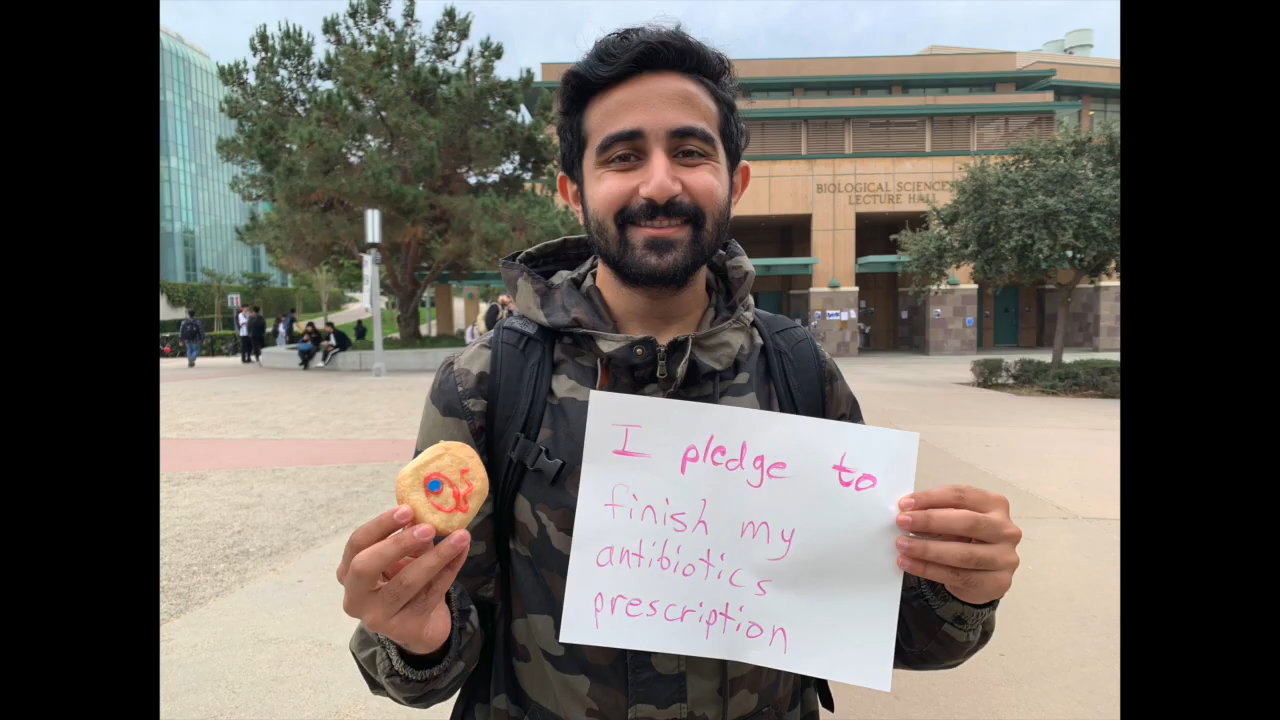 BIOLOGICAL SCIENCES
LECTURE HALL
I pledge to
finish my
antibiotics
prescription